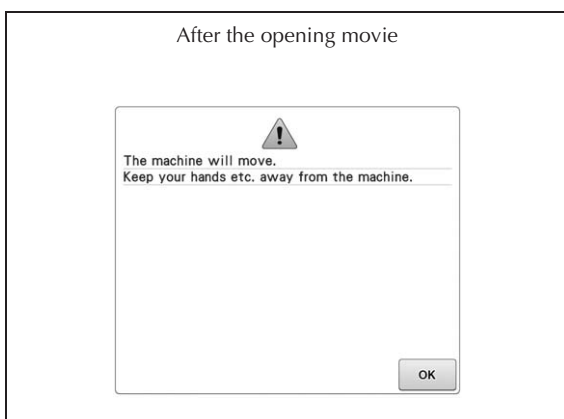 After the opening movie
The machine will move.
Keep your hands etc. away from the machine.
OK